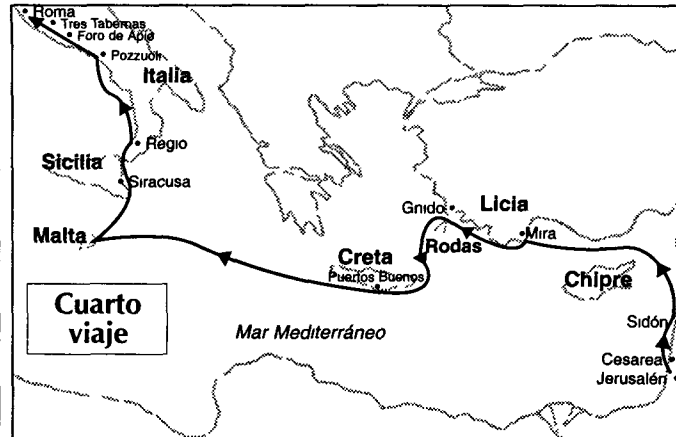 Roma
Tres Tabernas
Foro de Apio
Pozzuoli
Italia
Regio
Sicilia
Siracusa
Malta
Gnido
Licia
Mira
Rodas
Creta
Puertos Buenos
Chipre
Cuarto
viaje
Mar Mediterráneo
Sidón
Cesarea
Jerusalén